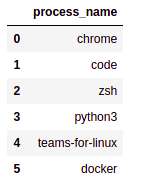 process_name
0 chrome
1 code
2 zsh
3 python3
4 teams-for-linux
5 docker